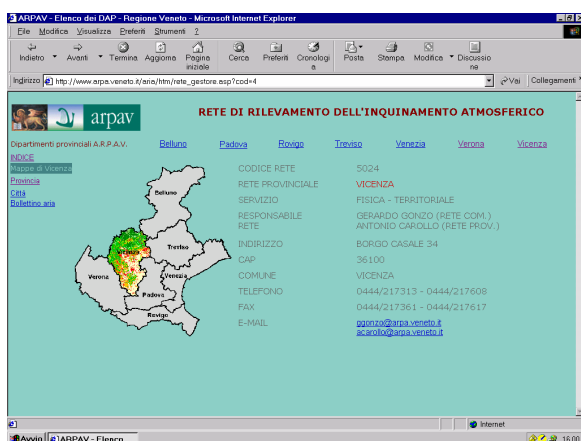 ARPAV - Elenco dei DAP - Regione Veneto - Microsoft Internet Explorer
File Modifica Visualizza Preferiti Strumenti ?
Indietro Avanti Termina Aggiorna Pagina iniziale Cerca Preferiti Cronologia Posta Stampa Modifica Discussione
Indirizzo http://www.arpa.veneto.it/aria/htm/rete_gestore.asp?cod=4 Vai Collegamenti
arpav
RETE DI RILEVAMENTO DELL'INQUINAMENTO ATMOSFERICO
Dipartimenti provinciali A.R.P.A.V. Belluno Padova Rovigo Treviso Venezia Verona Vicenza
INDICE
Mappe di Vicenza
Provincia
Città
Bollettino aria
Belluno
Treviso
Vicenza
Verona
Venezia
Padova
Rovigo
CODICE RETE 5024
RETE PROVINCIALE VICENZA
SERVIZIO FISICA - TERRITORIALE
RESPONSABILE RETE GERARDO GONZO (RETE COM.)
ANTONIO CAROLLO (RETE PROV.)
INDIRIZZO BORGO CASALE 34
CAP 36100
COMUNE VICENZA
TELEFONO 0444/217313 - 0444/217608
FAX 0444/217361 - 0444/217617
E-MAIL ggonzo@arpa.veneto.it
acarollo@arpa.veneto.it
Internet
Avvio ARPAV - Elenco 16.00